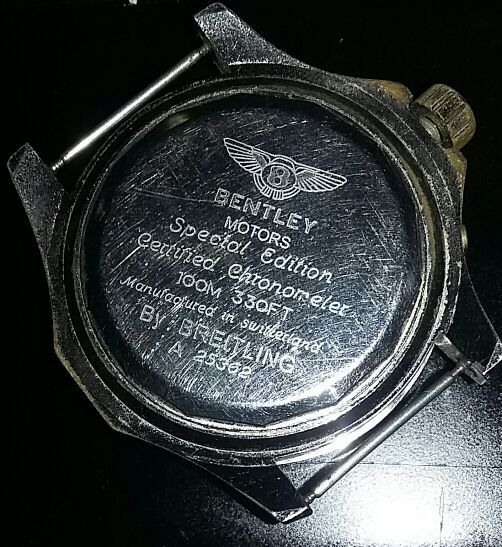 B
BENTLEY
MOTORS
Special Edition
Certified Chronometer
100M 330FT
Manufactured in switzerland
By: BREITLING
A 25362